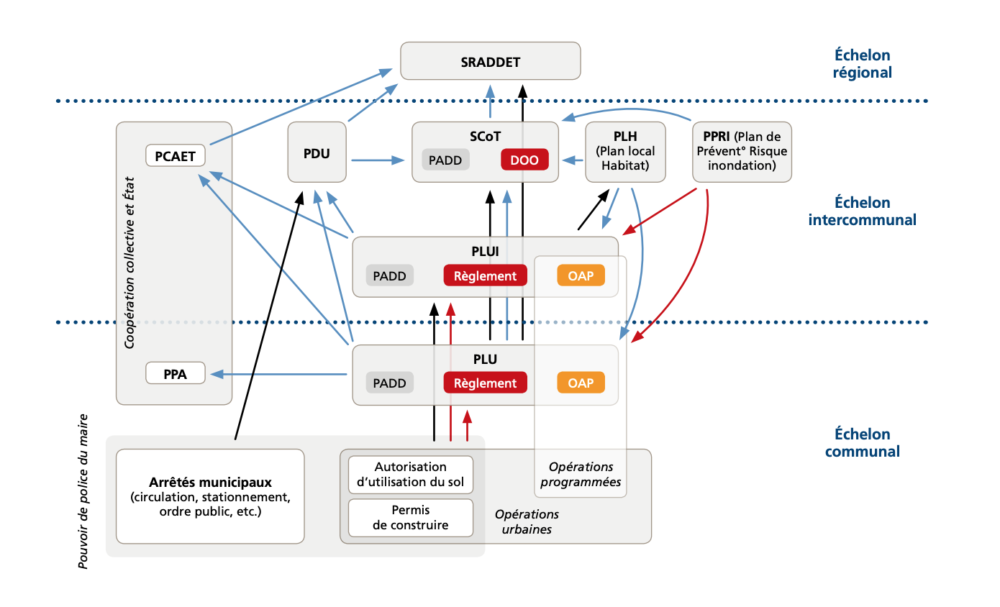 SRADDET
Échelon
régional
PCAET
PDU
SCoT
PADD
DOO
PLH
(Plan local
Habitat)
PPRI (Plan de
Prévent° Risque
inondation)
Coopération collective et État
Échelon
intercommunal
PLUI
PADD
Règlement
OAP
PLU
PADD
Règlement
OAP
PPA
Échelon
communal
Pouvoir de police du maire
Arrêtés municipaux
(circulation, stationnement,
ordre public, etc.)
Autorisation
d’utilisation du sol
Permis
de construire
Opérations
programmées
Opérations
urbaines